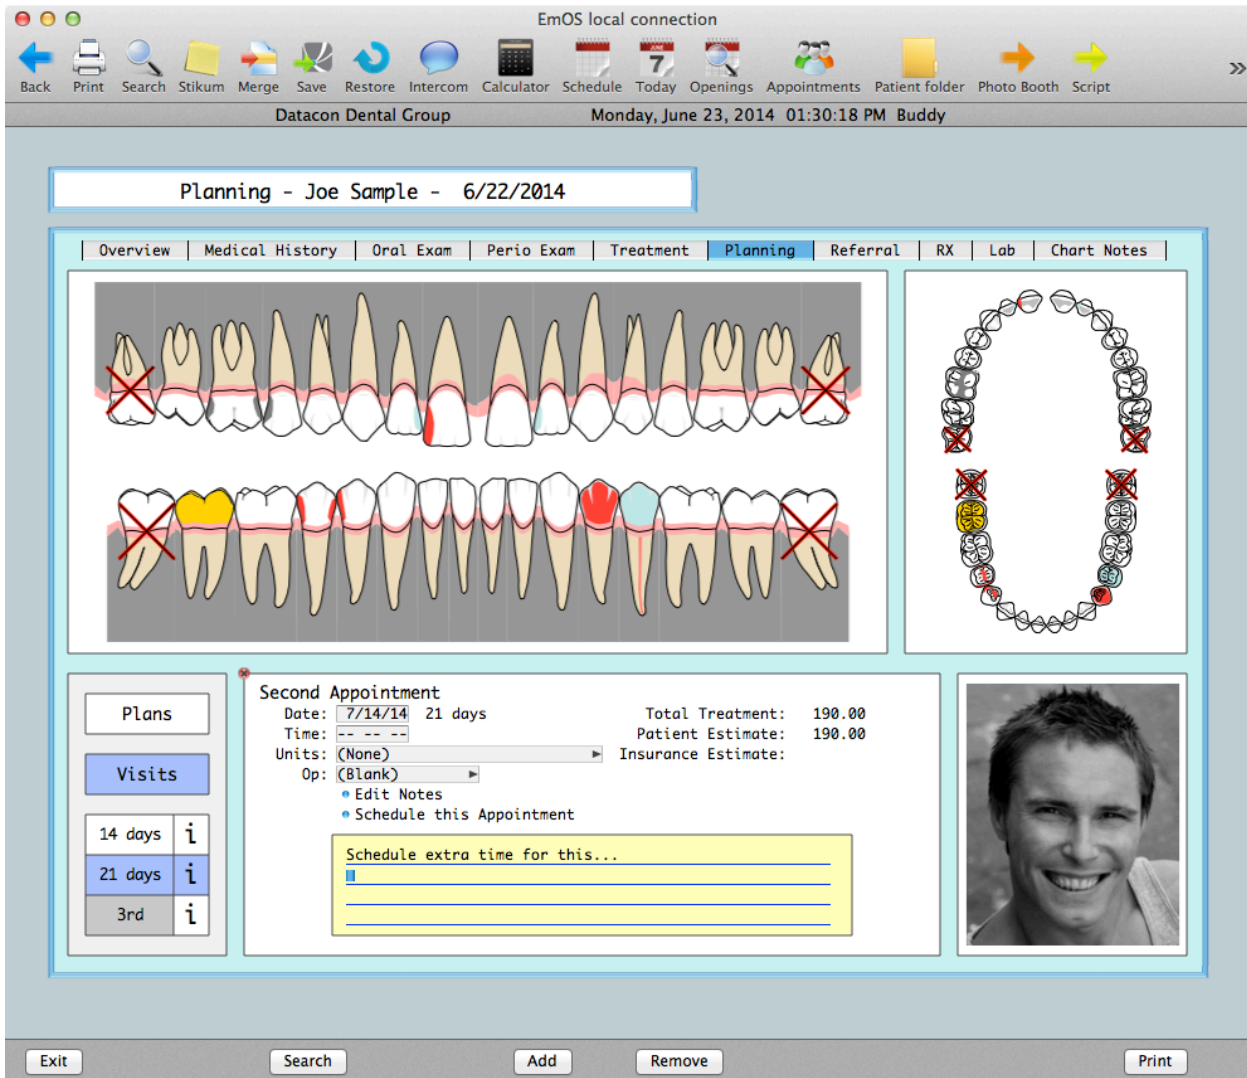 EmOS local connection
Back Print Search Stikum Merge Save Restore Intercom Calculator Schedule JUNE 7 Today Openings Appointments Patient folder Photo Booth Script »
Datacon Dental Group Monday, June 23, 2014 01:30:18 PM Buddy
Planning - Joe Sample - 6/22/2014
Overview Medical History Oral Exam Perio Exam Treatment Planning Referral RX Lab Chart Notes
Plans
Visits
14 days i
21 days i
3rd i
Second Appointment
Date: 7/14/14 21 days Total Treatment: 190.00
Time: -- -- -- Patient Estimate: 190.00
Units: (None) Insurance Estimate:
Op: (Blank)
Edit Notes
Schedule this Appointment
Schedule extra time for this...
Exit Search Add Remove Print